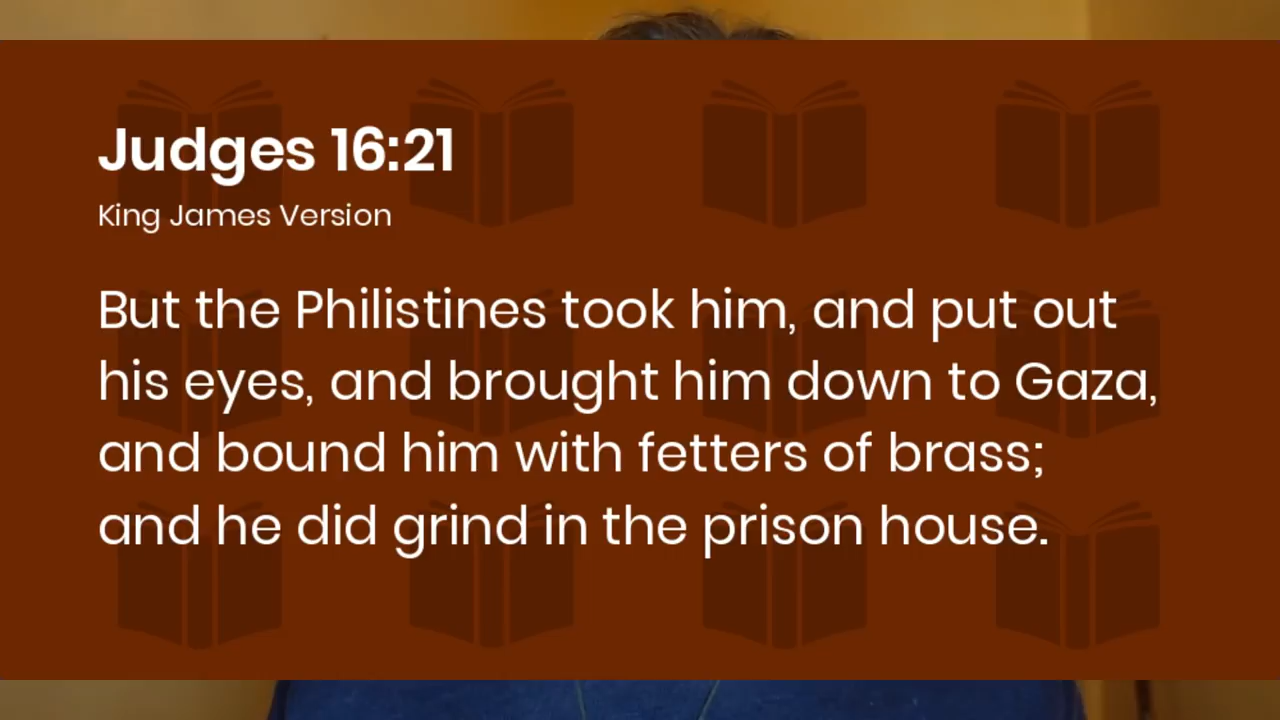 Judges 16:21
King James Version
But the Philistines took him, and put out
his eyes, and brought him down to Gaza,
and bound him with fetters of brass;
and he did grind in the prison house.